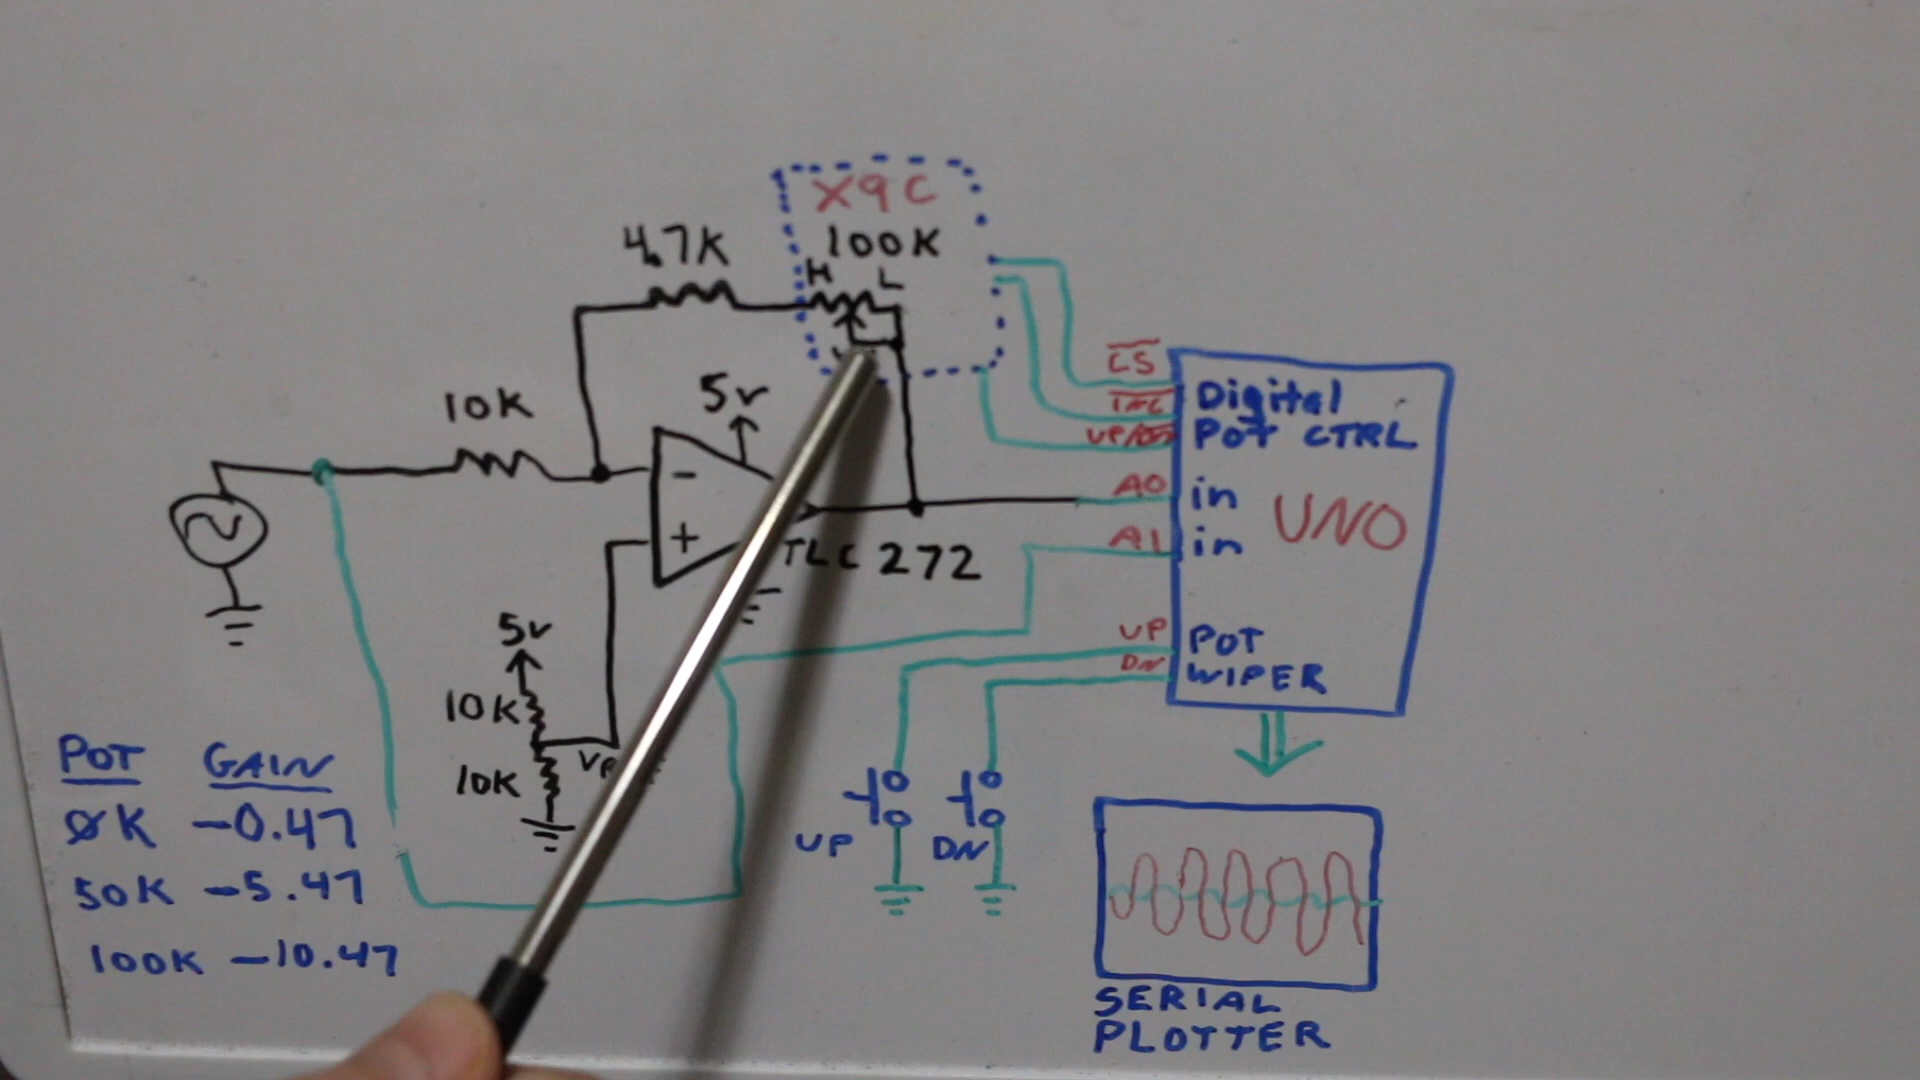 X9C
4.7K
100K
H
L
5v
10K
-
+
TLC 272
5v
10K
10K
CS
UP/DN
A0
A1
UP
DN
Digital
POT CTRL
in
in
UNO
POT
WIPER
UP
DN
POT GAIN
0K -0.47
50K -5.47
100K -10.47
SERIAL
PLOTTER